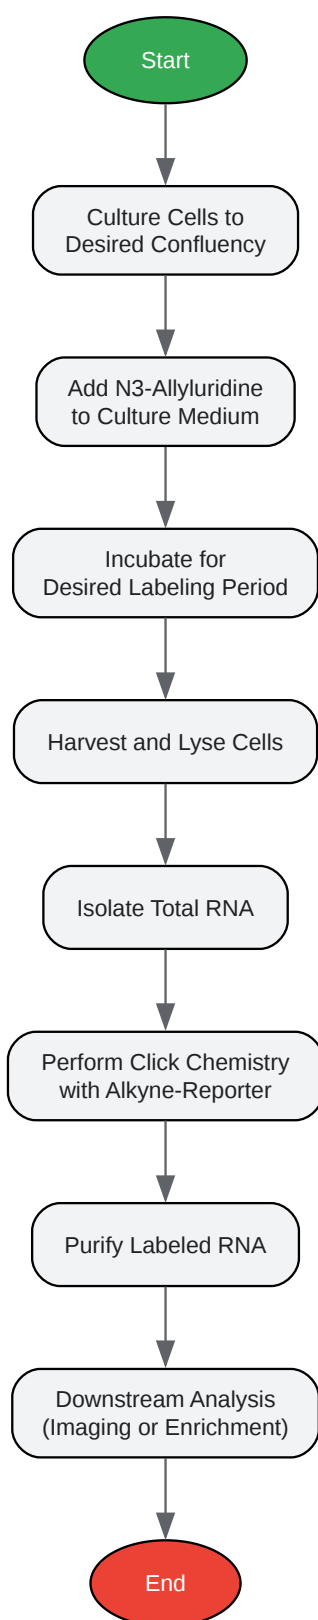 Start
Culture Cells to
Desired Confluency
Add N3-Allyluridine
to Culture Medium
Incubate for
Desired Labeling Period
Harvest and Lyse Cells
Isolate Total RNA
Perform Click Chemistry
with Alkyne-Reporter
Purify Labeled RNA
Downstream Analysis
(Imaging or Enrichment)
End